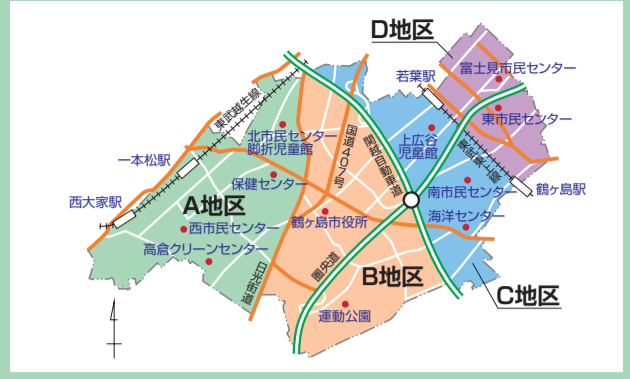 D地区
富士見市民センター
若葉駅
東市民センター
東武越生線
北市民センター
脚折児童館
国道407号
関越自動車道
上広谷
児童館
東武東上線
一本松駅
保健センター
南市民センター
鶴ヶ島駅
西大家駅
A地区
鶴ヶ島市役所
海洋センター
西市民センター
高倉クリーンセンター
日光街道
圏央道
B地区
C地区
運動公園